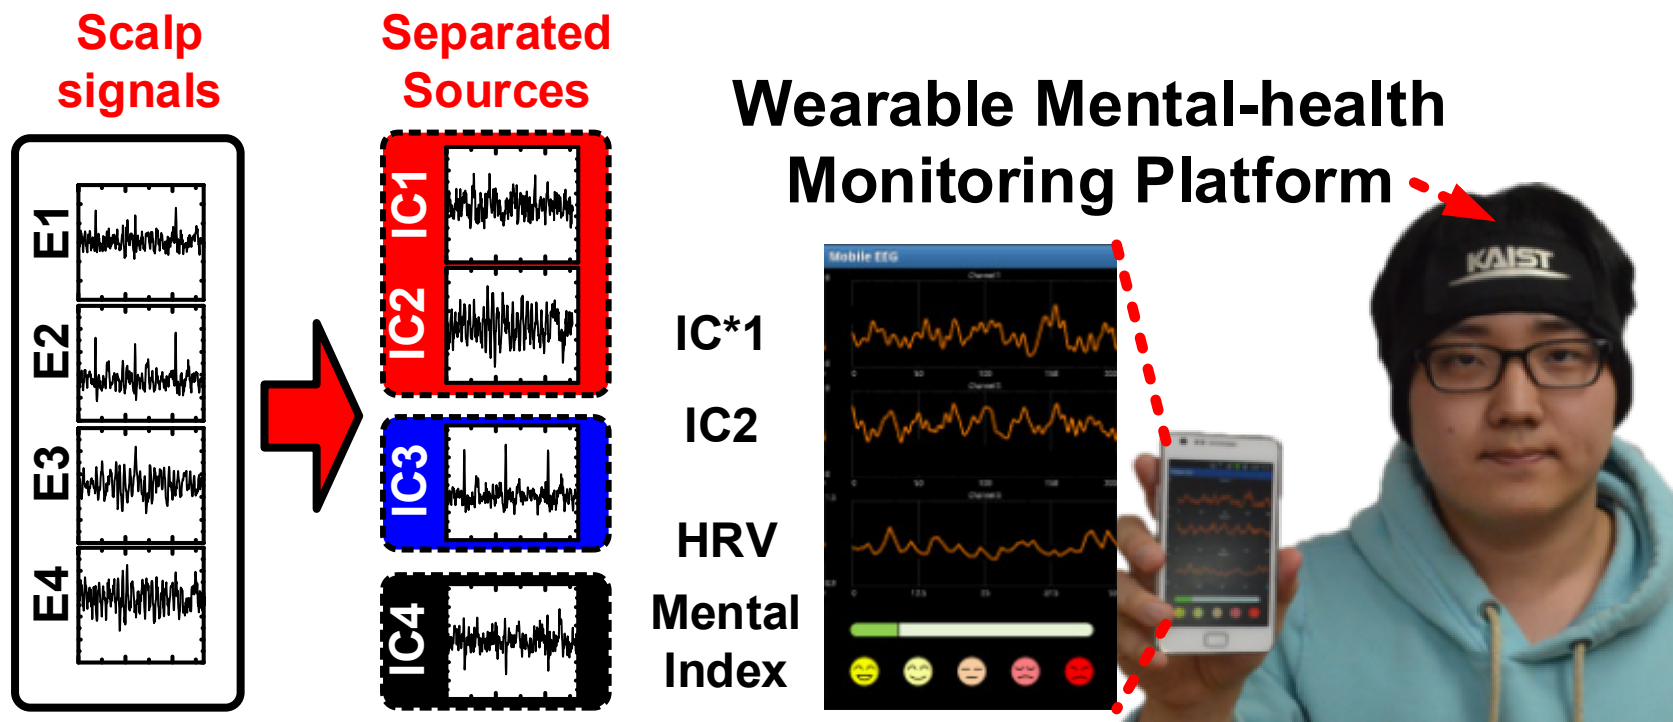 Scalp
signals
Separated
Sources
Wearable Mental-health
Monitoring Platform
E1
E2
E3
E4
IC1
IC2
IC3
IC4
IC*1
IC2
HRV
Mental
Index
Mobile EEG
KAIST